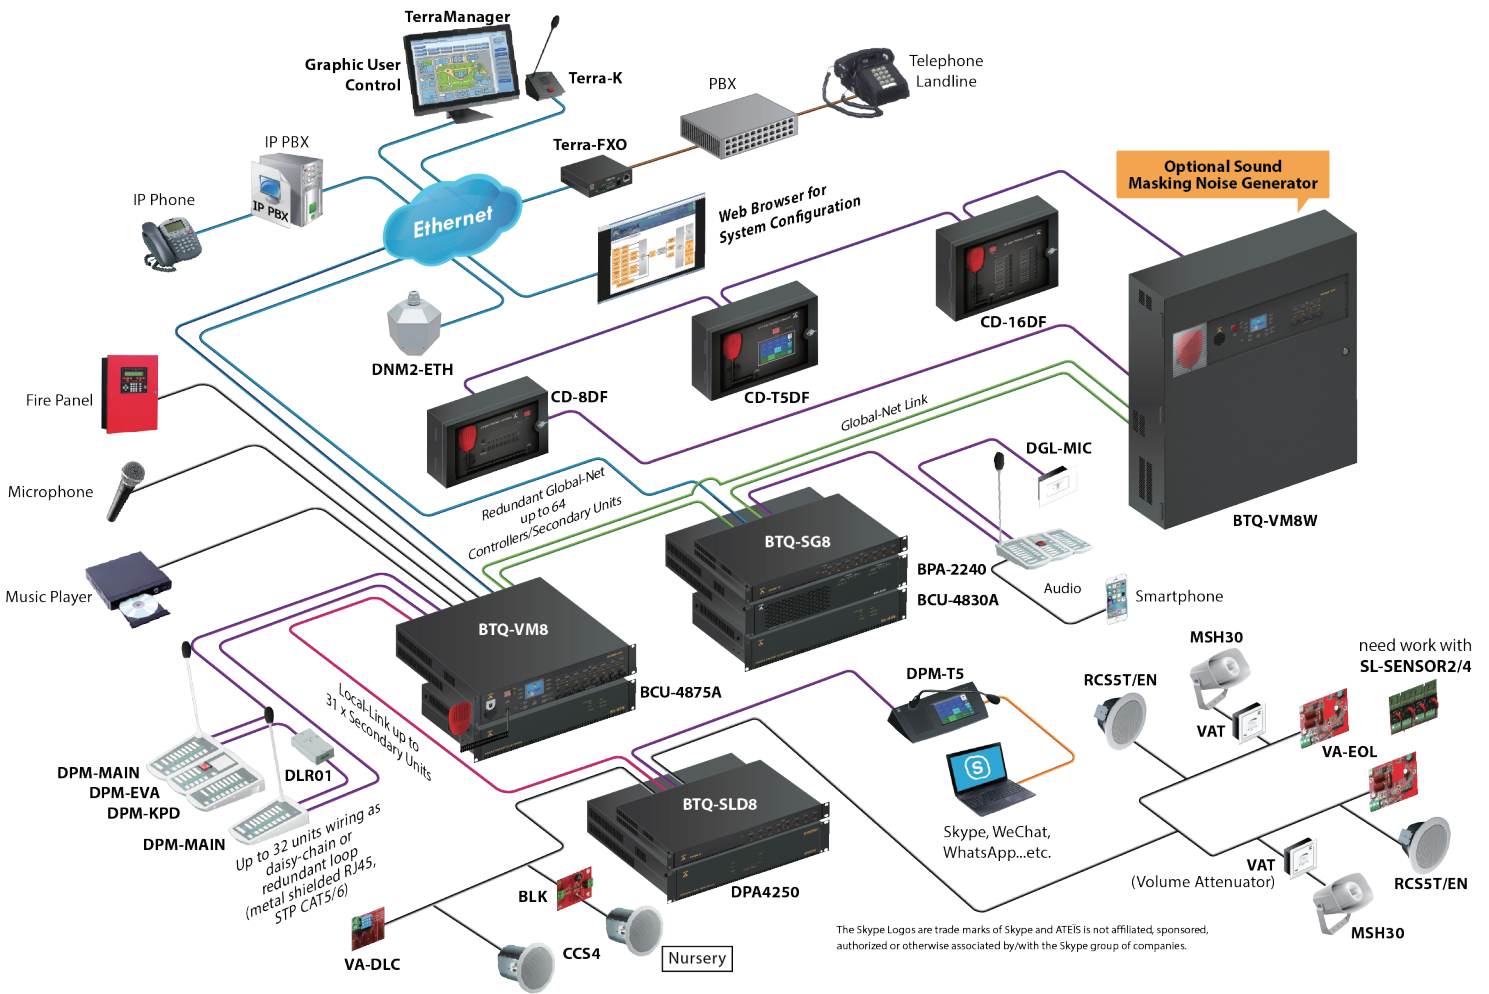 TerraManager
Graphic User
Control
Terra-K
PBX
Telephone
Landline
IP PBX
IP PBX
Terra-FXO
IP Phone
Ethernet
Web Browser for
System Configuration
Optional Sound
Masking Noise Generator
CD-16DF
DNM2-ETH
CD-T5DF
CD-8DF
Fire Panel
Global-Net Link
DGL-MIC
Redundant Global-Net
up to 64
Controllers/Secondary Units
Microphone
BTQ-VM8W
BTQ-SG8
BPA-2240
BCU-4830A
Audio
Smartphone
Music Player
BTQ-VM8
BCU-4875A
MSH30
need work with
SL-SENSOR2/4
DPM-T5
RCS5T/EN
VAT
VA-EOL
Local-Link up to
31 x Secondary Units
DPM-MAIN
DPM-EVA
DPM-KPD
DLR01
DPM-MAIN
BTQ-SLD8
Skype, WeChat,
WhatsApp...etc.
Up to 32 units wiring as
daisy-chain or
redundant loop
(metal shielded RJ45,
STP CAT5/6)
DPA4250
VAT
(Volume Attenuator)
RCS5T/EN
BLK
MSH30
CCS4
Nursery
VA-DLC
The Skype Logos are trade marks of Skype and ATEÏS is not affiliated, sponsored,
authorized or otherwise associated by/with the Skype group of companies.